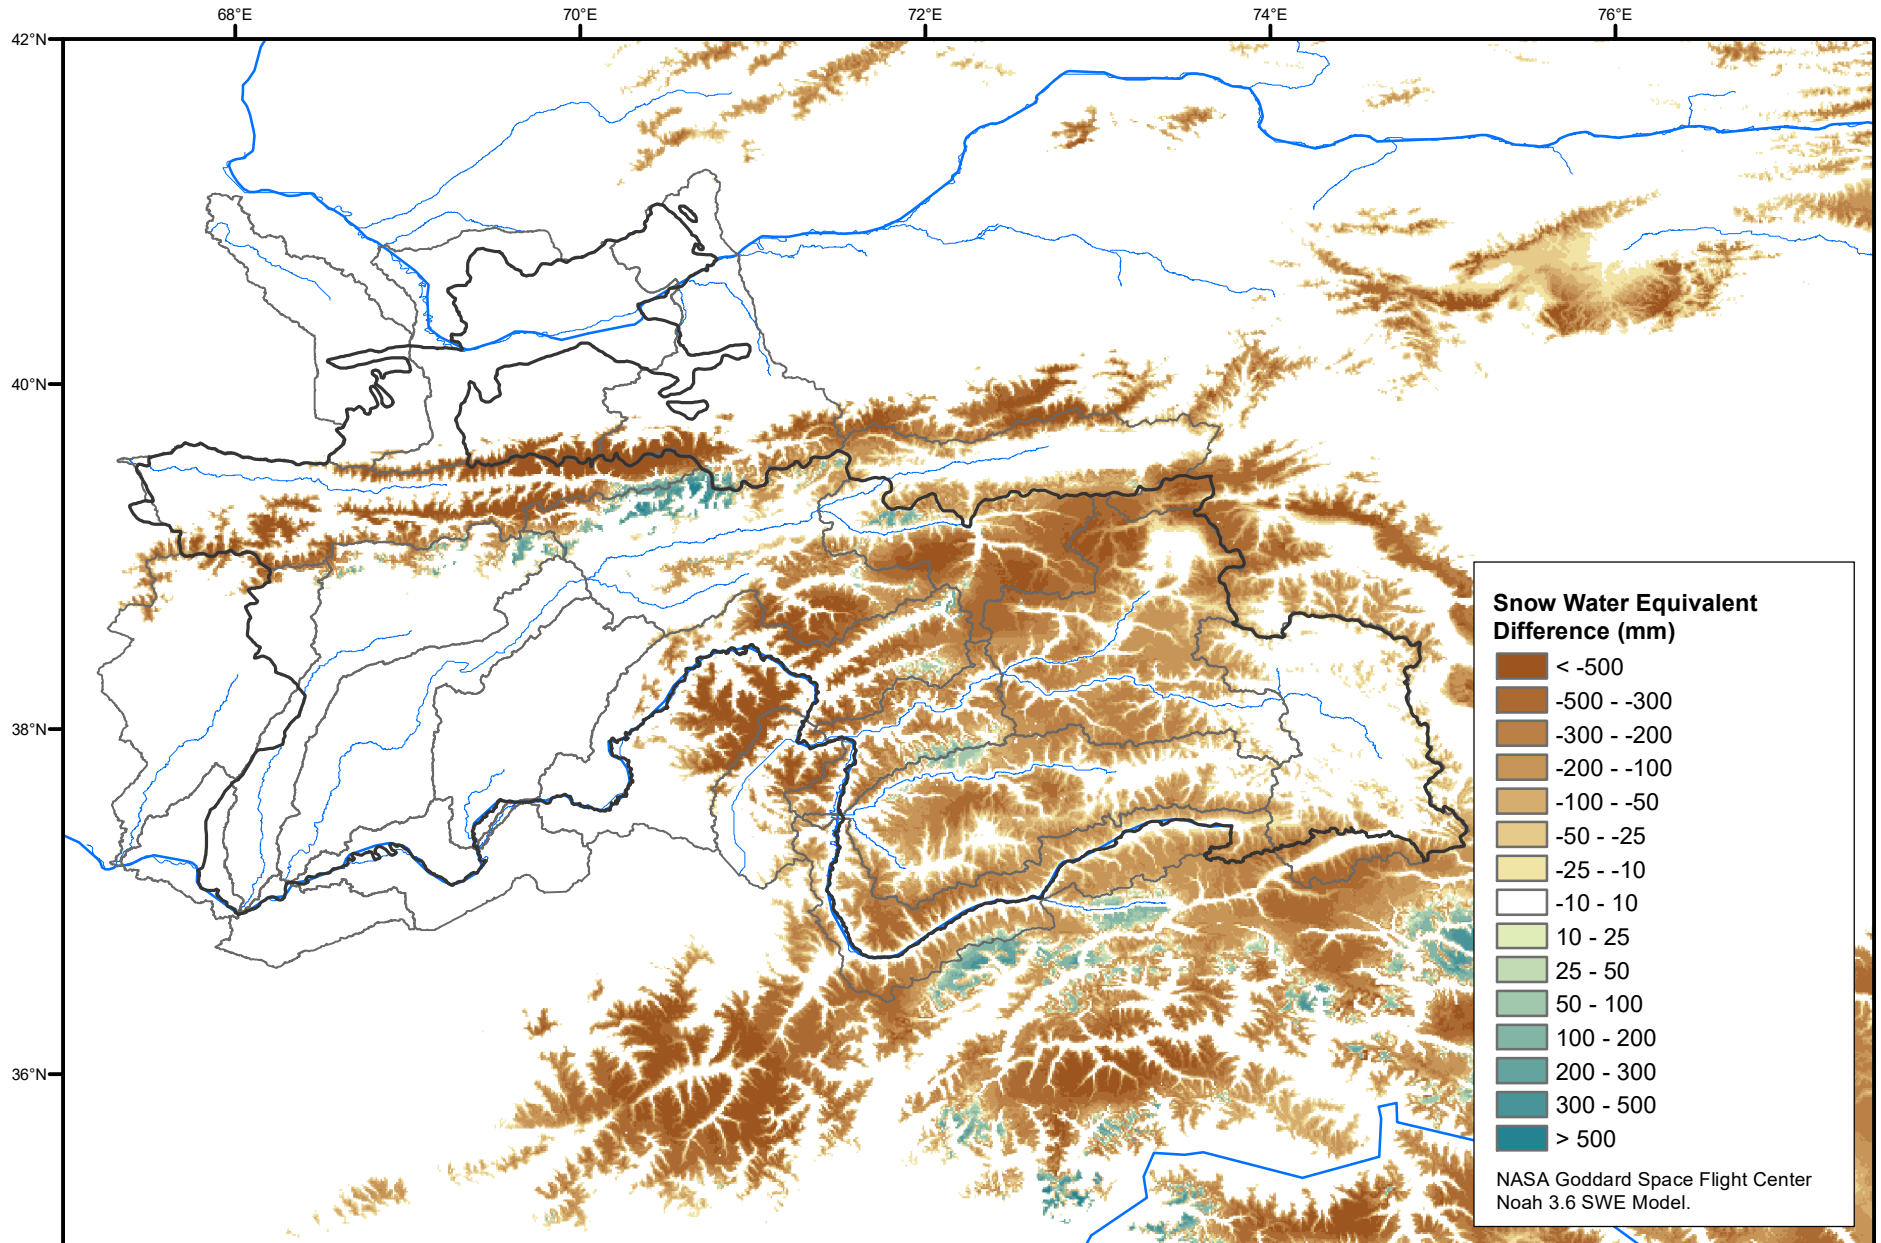 68°E
70°E
72°E
74°E
76°E
42°N
40°N
38°N
36°N
Snow Water Equivalent
Difference (mm)
< -500
-500 - -300
-300 - -200
-200 - -100
-100 - -50
-50 - -25
-25 - -10
-10 - 10
10 - 25
25 - 50
50 - 100
100 - 200
200 - 300
300 - 500
> 500
NASA Goddard Space Flight Center
Noah 3.6 SWE Model.